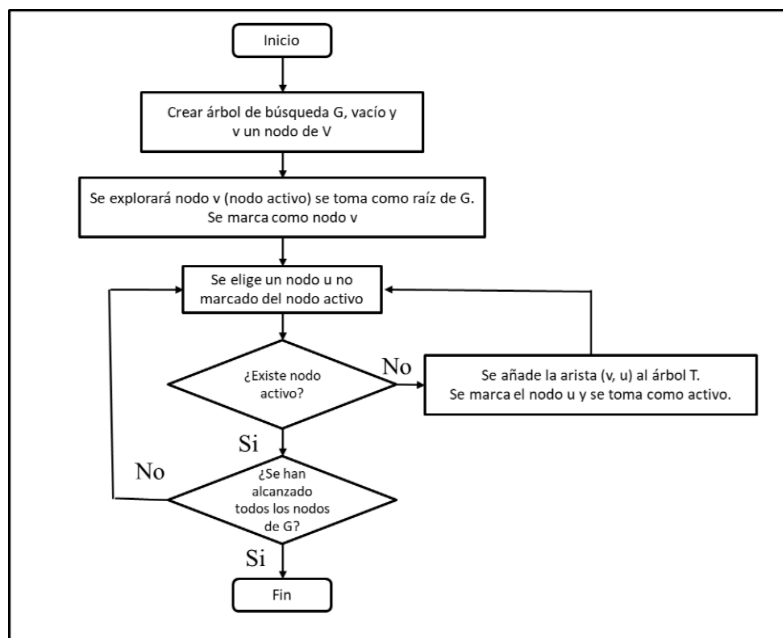 Inicio
Crear árbol de búsqueda G, vacío y
v un nodo de V
Se explorará nodo v (nodo activo) se toma como raíz de G.
Se marca como nodo v
Se elige un nodo u no
marcado del nodo activo
¿Existe nodo
activo?
No
Se añade la arista (v, u) al árbol T.
Se marca el nodo u y se toma como activo.
Si
No
¿Se han
alcanzado
todos los nodos
de G?
Si
Fin